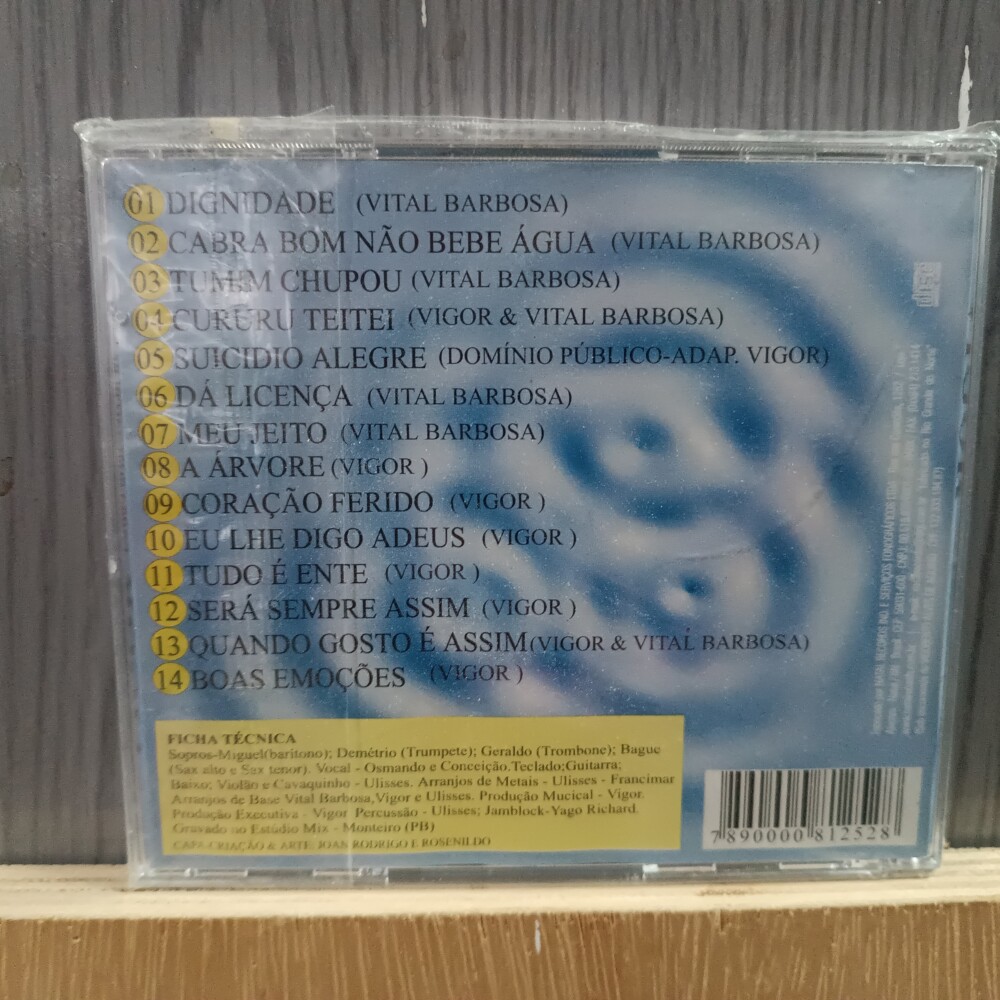 01 DIGNIDADE (VITAL BARBOSA)
02 CABRA BOM NÃO BEBE ÁGUA (VITAL BARBOSA)
03 TUMIM CHUPOU (VITAL BARBOSA)
04 CURURU TEITEI (VIGOR & VITAL BARBOSA)
05 SUICIDIO ALEGRE (DOMÍNIO PÚBLICO-ADAP. VIGOR)
06 DÁ LICENÇA (VITAL BARBOSA)
07 MEU JEITO (VITAL BARBOSA)
08 A ÁRVORE (VIGOR )
09 CORAÇÃO FERIDO (VIGOR )
10 EU LHE DIGO ADEUS (VIGOR )
11 TUDO É ENTE (VIGOR )
12 SERÁ SEMPRE ASSIM (VIGOR )
13 QUANDO GOSTO É ASSIM (VIGOR & VITAL BARBOSA)
14 BOAS EMOÇÕES (VIGOR )
FICHA TÉCNICA
Sopros-Miguel(barítono); Demétrio (Trumpete); Geraldo (Trombone); Bague
(Sax alto e Sax tenor). Vocal - Osmando e Conceição.Teclado;Guitarra;
Baixo; Violão e Cavaquinho - Ulisses. Arranjos de Metais - Ulisses - Francimar
Arranjos de Base Vital Barbosa,Vigor e Ulisses. Produção Mucical - Vigor.
Produção Executiva - Vigor Percussão - Ulisses; Jamblock-Yago Richard.
Gravado no Estúdio Mix - Monteiro (PB)
CAPA-CRIAÇÃO & ARTE: JOAN RODRIGO E ROSENILDO
7890000812528
disc